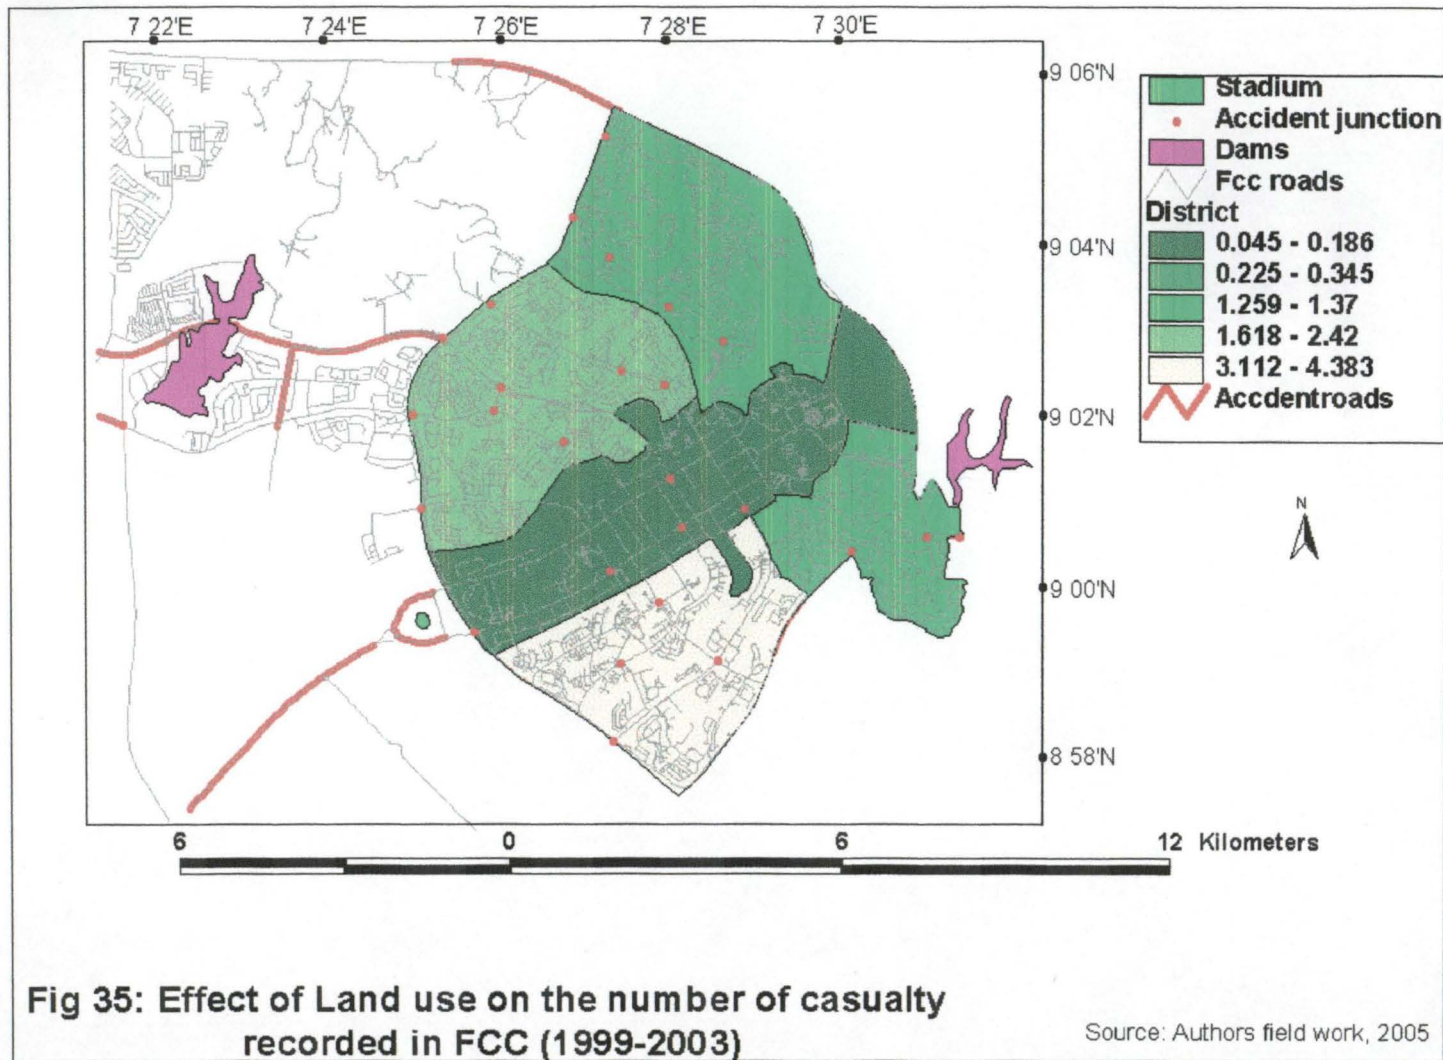 7 22'E 7 24'E 7 26'E 7 28'E 7 30'E
9 06'N
9 04'N
9 02'N
9 00'N
8 58'N
Stadium
Accident junction
Dams
Fcc roads
District
0.045 - 0.186
0.225 - 0.345
1.259 - 1.37
1.618 - 2.42
3.112 - 4.383
Accdentroads
N
6 0 6 12 Kilometers
Fig 35: Effect of Land use on the number of casualty
recorded in FCC (1999-2003)
Source: Authors field work, 2005